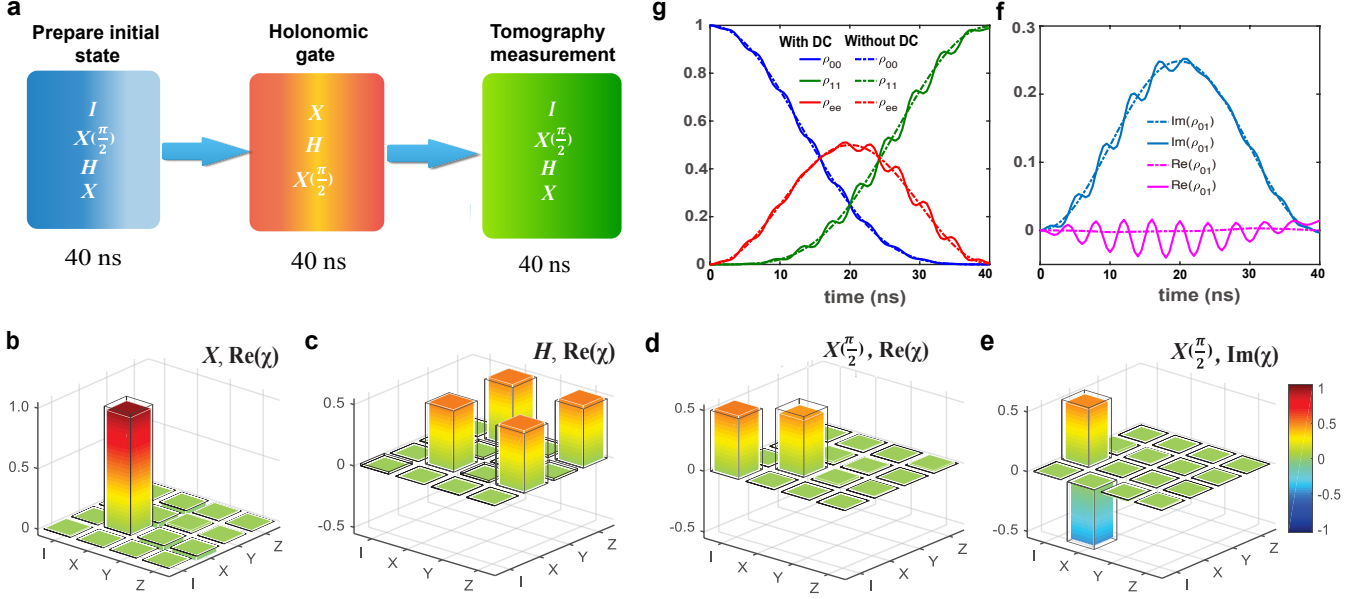 a
Prepare initial state
Holonomic gate
Tomography measurement
I
X(π/2)
H
X
X
H
X(π/2)
I
X(π/2)
H
X
40 ns
40 ns
40 ns
g
1
0.8
0.6
0.4
0.2
0
With DC Without DC
ρ00 ρ00
ρ11 ρ11
ρee ρee
0 10 20 30 40
time (ns)
f
0.3
0.2
0.1
0
Im(ρ01)
Im(ρ01)
Re(ρ01)
Re(ρ01)
0 10 20 30 40
time (ns)
b
X, Re(χ)
1.0
0.5
0
I X Y Z
I X Y Z
c
H, Re(χ)
0.5
0
-0.5
I X Y Z
I X Y Z
d
X(π/2), Re(χ)
0.5
0
-0.5
I X Y Z
I X Y Z
e
X(π/2), Im(χ)
0.5
0
-0.5
I X Y Z
I X Y Z
1
0.5
0
-0.5
-1